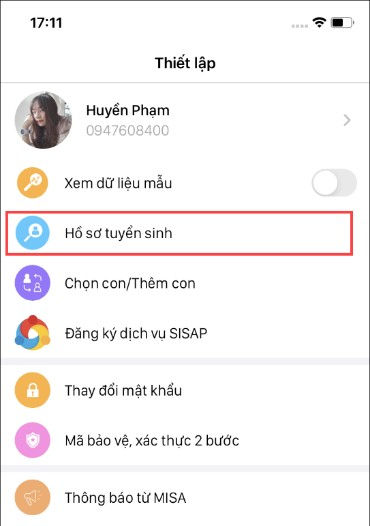 17:11
Thiết lập
Huyền Phạm
0947608400
Xem dữ liệu mẫu
Hồ sơ tuyển sinh
Chọn con/Thêm con
Đăng ký dịch vụ SISAP
Thay đổi mật khẩu
Mã bảo vệ, xác thực 2 bước
Thông báo từ MISA